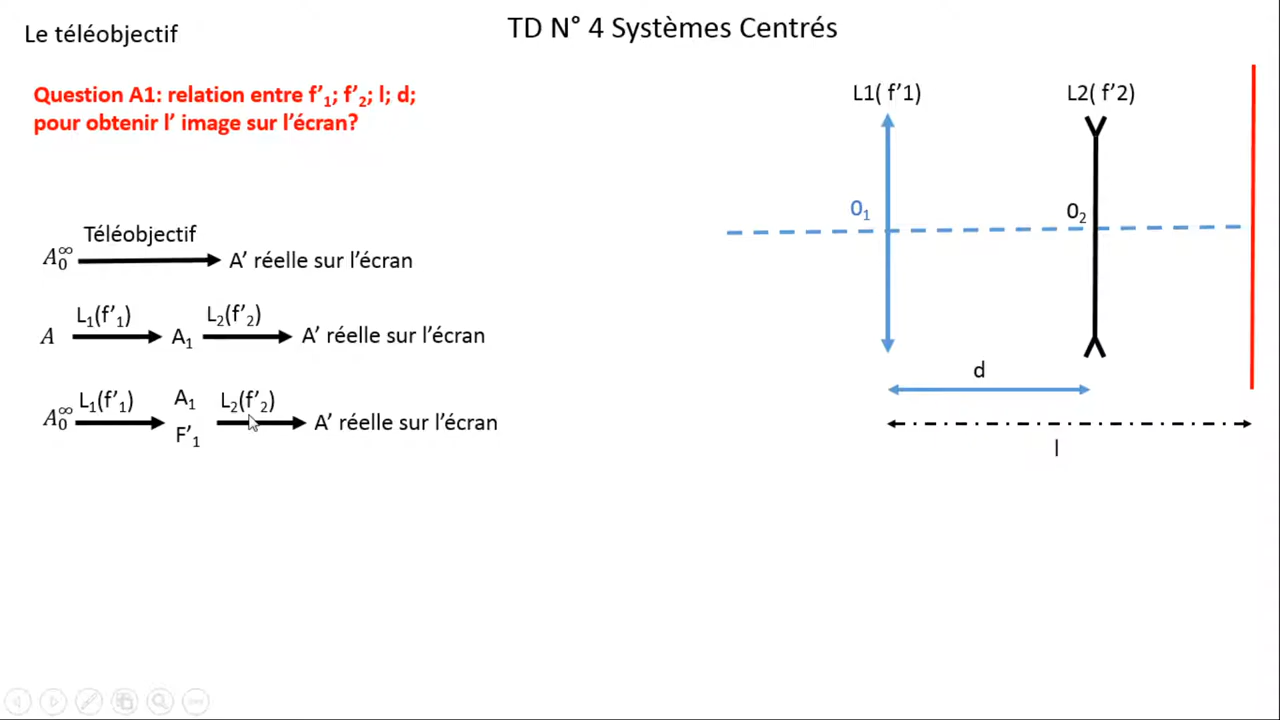 Le téléobjectif
TD N° 4 Systèmes Centrés
Question A1: relation entre f’₁; f’₂; l; d;
pour obtenir l’ image sur l’écran?
Téléobjectif
A₀^∞ A’ réelle sur l’écran
L₁(f’₁) L₂(f’₂)
A A₁ A’ réelle sur l’écran
L₁(f’₁) A₁ L₂(f’₂)
A₀^∞ F’₁ A’ réelle sur l’écran
L1( f’1) L2( f’2)
0₁ 0₂
d
l